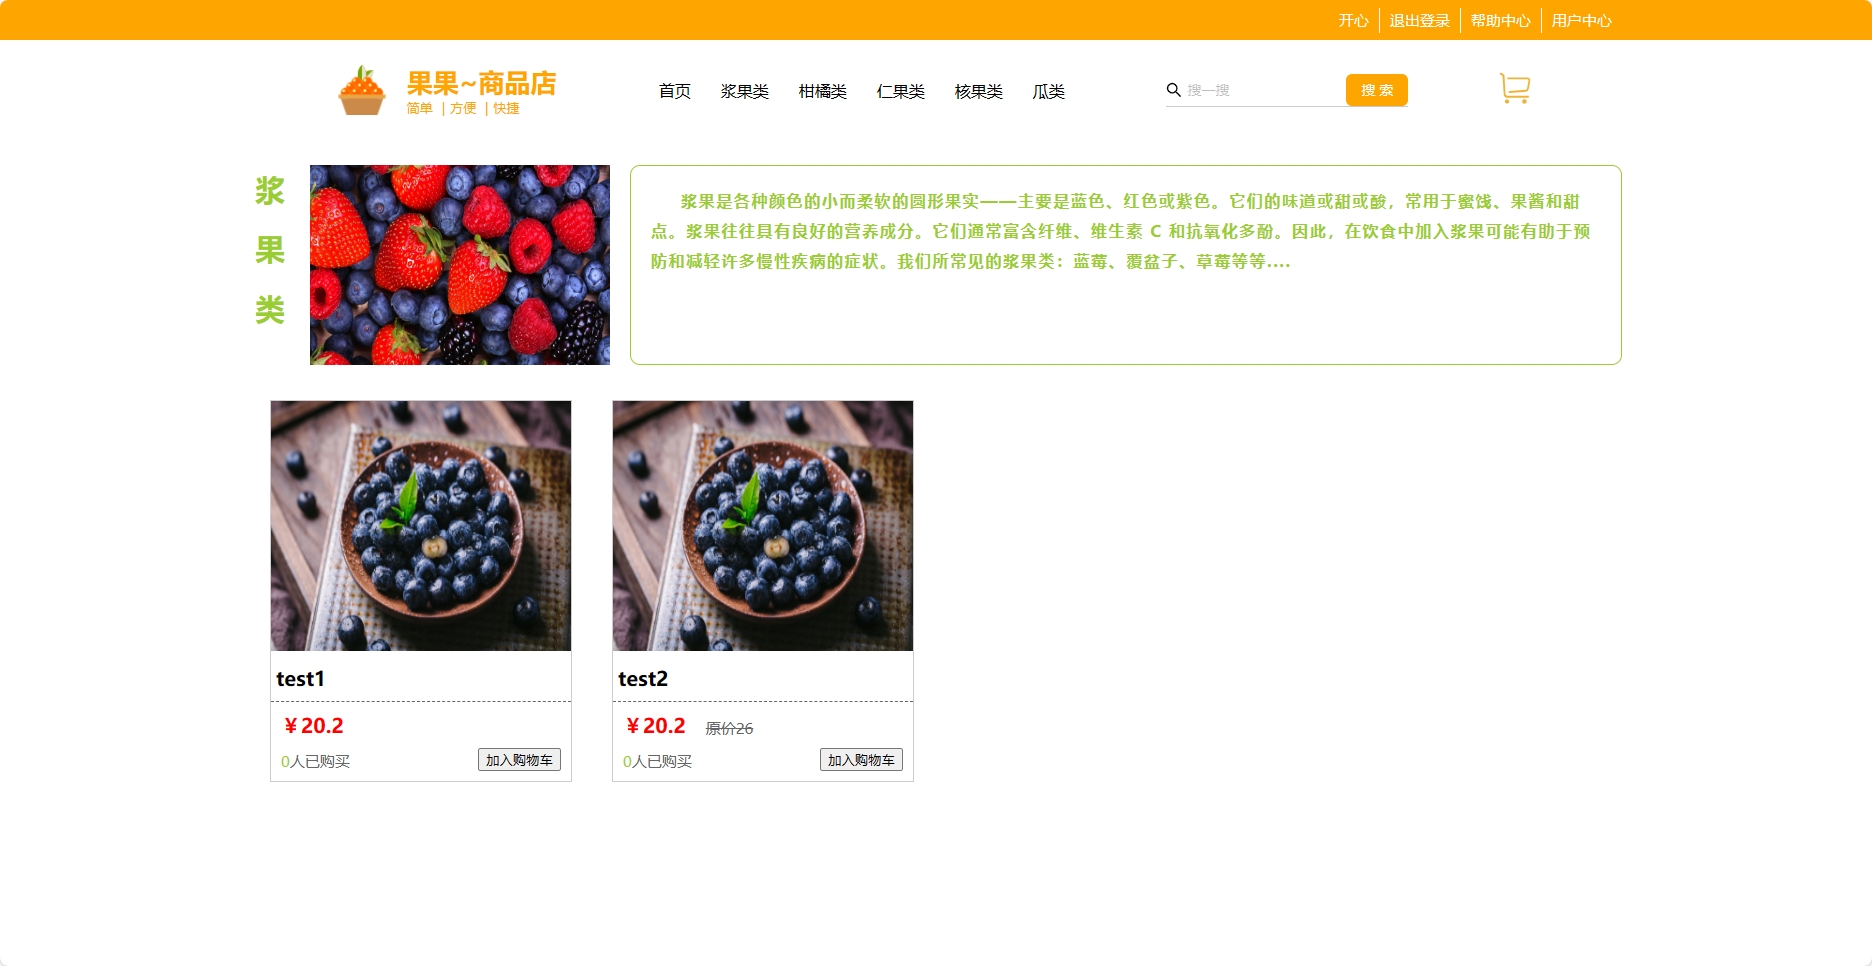 开心 退出登录 帮助中心 用户中心
果果~商品店
简单 | 方便 | 快捷
首页 浆果类 柑橘类 仁果类 核果类 瓜类
搜一搜 搜 索
浆
果
类
浆果是各种颜色的小而柔软的圆形果实——主要是蓝色、红色或紫色。它们的味道或甜或酸，常用于蜜饯、果酱和甜
点。浆果往往具有良好的营养成分。它们通常富含纤维、维生素 C 和抗氧化多酚。因此，在饮食中加入浆果可能有助于预
防和减轻许多慢性疾病的症状。我们所常见的浆果类：蓝莓、覆盆子、草莓等等....
test1
￥20.2
0人已购买 加入购物车
test2
￥20.2 原价26
0人已购买 加入购物车